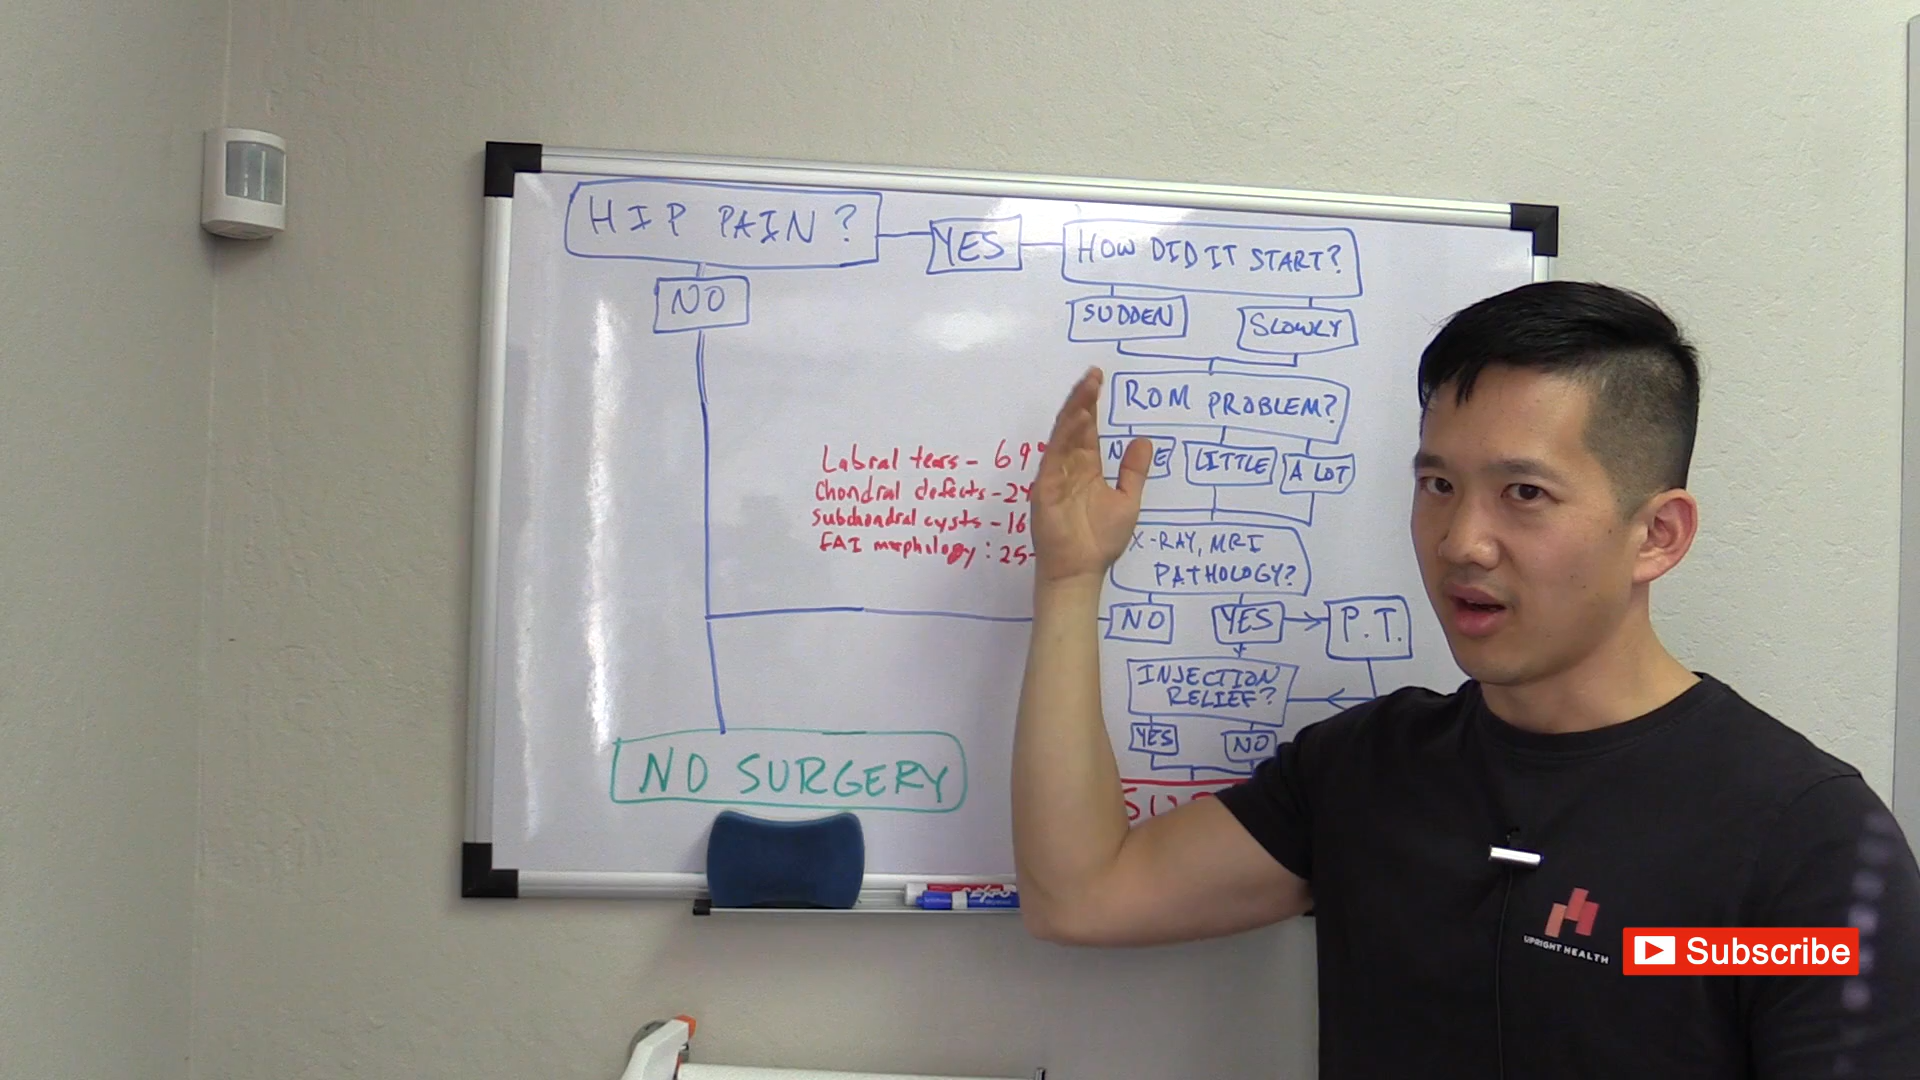 HIP PAIN?
YES
HOW DID IT START?
NO
SUDDEN
SLOWLY
ROM PROBLEM?
LITTLE
A LOT
Labral tears - 69
Chondral defects - 24
Subchondral cysts - 16
FAI morphology: 25-
X-RAY, MRI
PATHOLOGY?
NO
YES
P.T.
INJECTION
RELIEF?
YES
NO
NO SURGERY
EXPO
UPRIGHT HEALTH
Subscribe